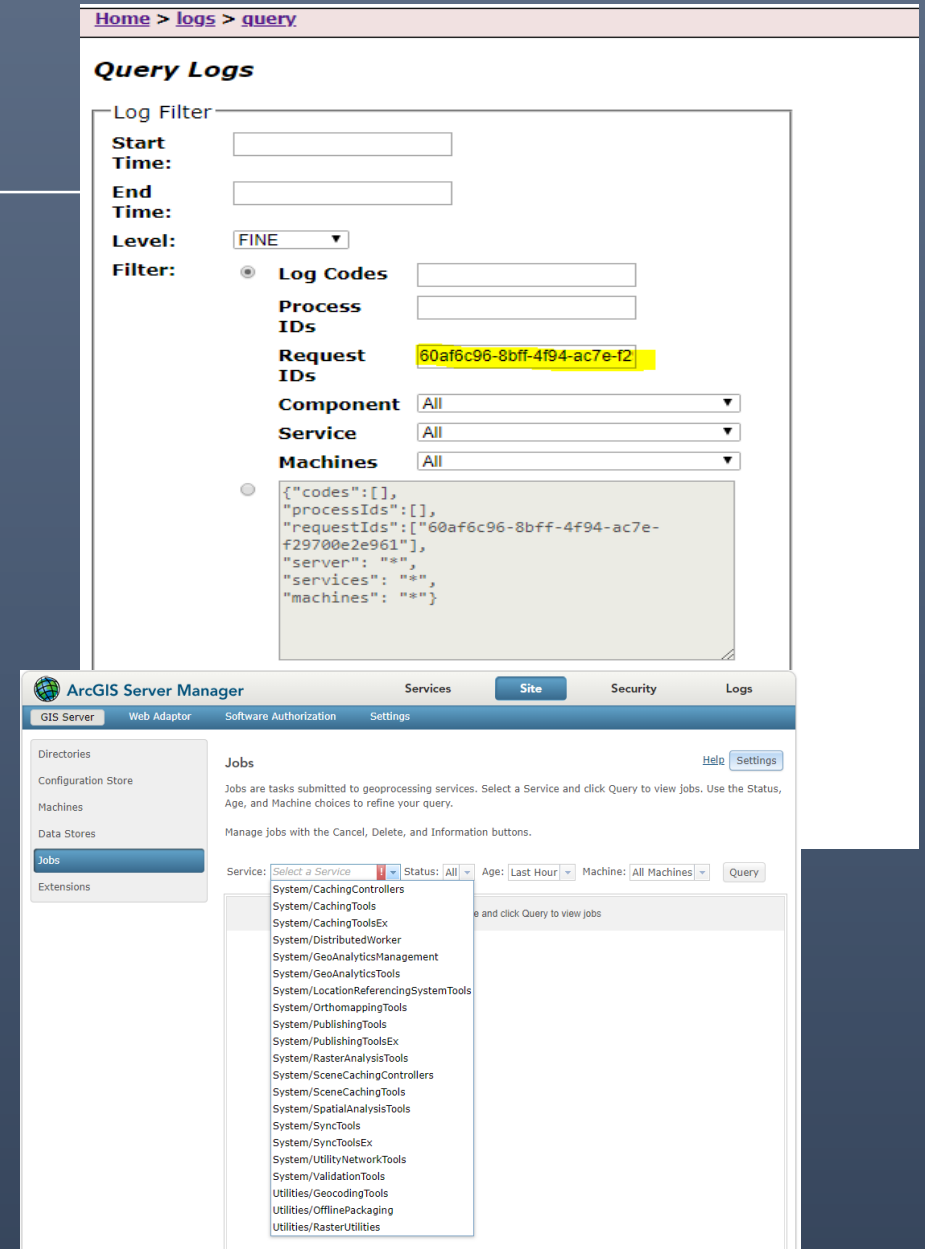 Home > logs > query
Query Logs
Log Filter
Start
Time:
End
Time:
Level: FINE
Filter: Log Codes
Process
IDs
Request
IDs
60af6c96-8bff-4f94-ac7e-f2
Component All
Service All
Machines All
{"codes":[],
"processIds":[],
"requestIds":["60af6c96-8bff-4f94-ac7e-
f29700e2e961"],
"server": "*",
"services": "*",
"machines": "*"}
ArcGIS Server Manager Services Site Security Logs
GIS Server Web Adaptor Software Authorization Settings
Directories
Configuration Store
Machines
Data Stores
Jobs
Extensions
Jobs Help Settings
Jobs are tasks submitted to geoprocessing services. Select a Service and click Query to view jobs. Use the Status,
Age, and Machine choices to refine your query.
Manage jobs with the Cancel, Delete, and Information buttons.
Service: Select a Service ! Status: All Age: Last Hour Machine: All Machines Query
e and click Query to view jobs
System/CachingControllers
System/CachingTools
System/CachingToolsEx
System/DistributedWorker
System/GeoAnalyticsManagement
System/GeoAnalyticsTools
System/LocationReferencingSystemTools
System/OrthomappingTools
System/PublishingTools
System/PublishingToolsEx
System/RasterAnalysisTools
System/SceneCachingControllers
System/SceneCachingTools
System/SpatialAnalysisTools
System/SyncTools
System/SyncToolsEx
System/UtilityNetworkTools
System/ValidationTools
Utilities/GeocodingTools
Utilities/OfflinePackaging
Utilities/RasterUtilities